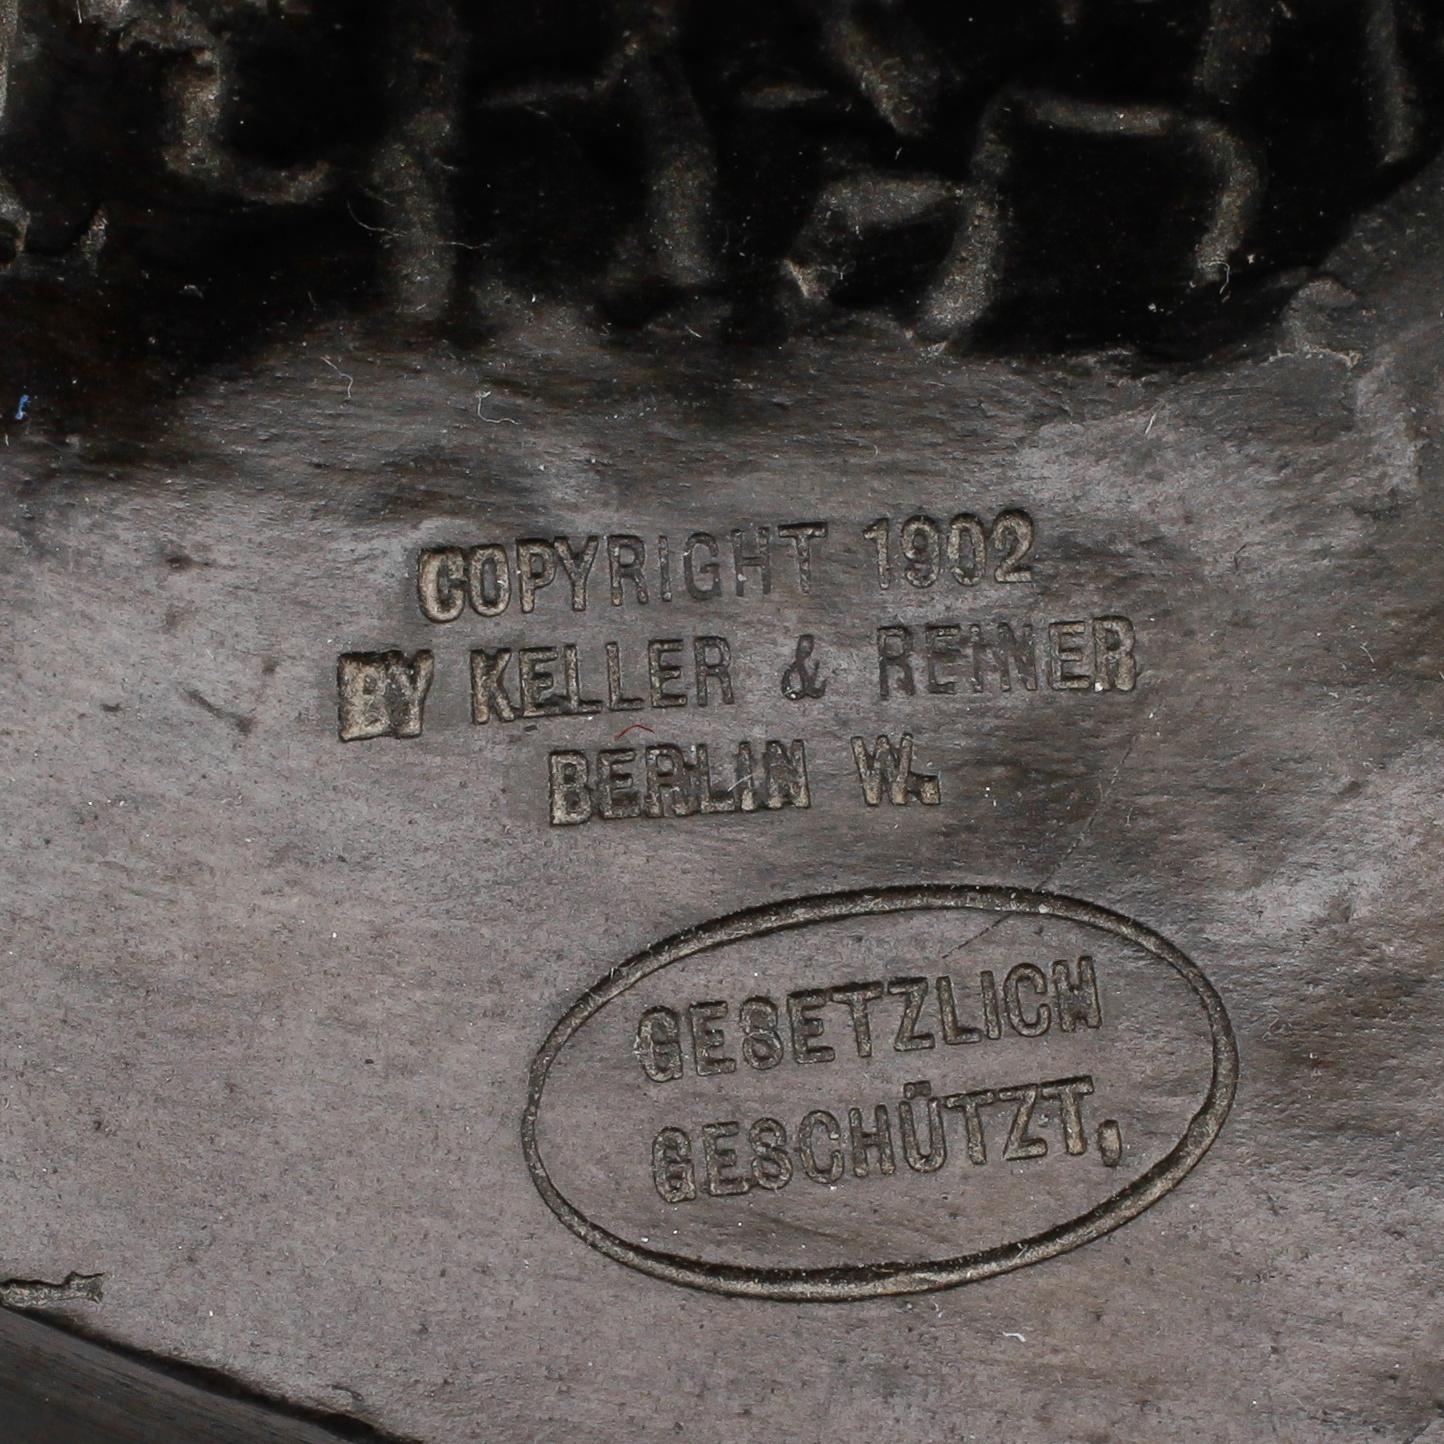 COPYRIGHT 1902
BY KELLER & REINER
BERLIN W.
GESETZLICH
GESCHÜTZT,